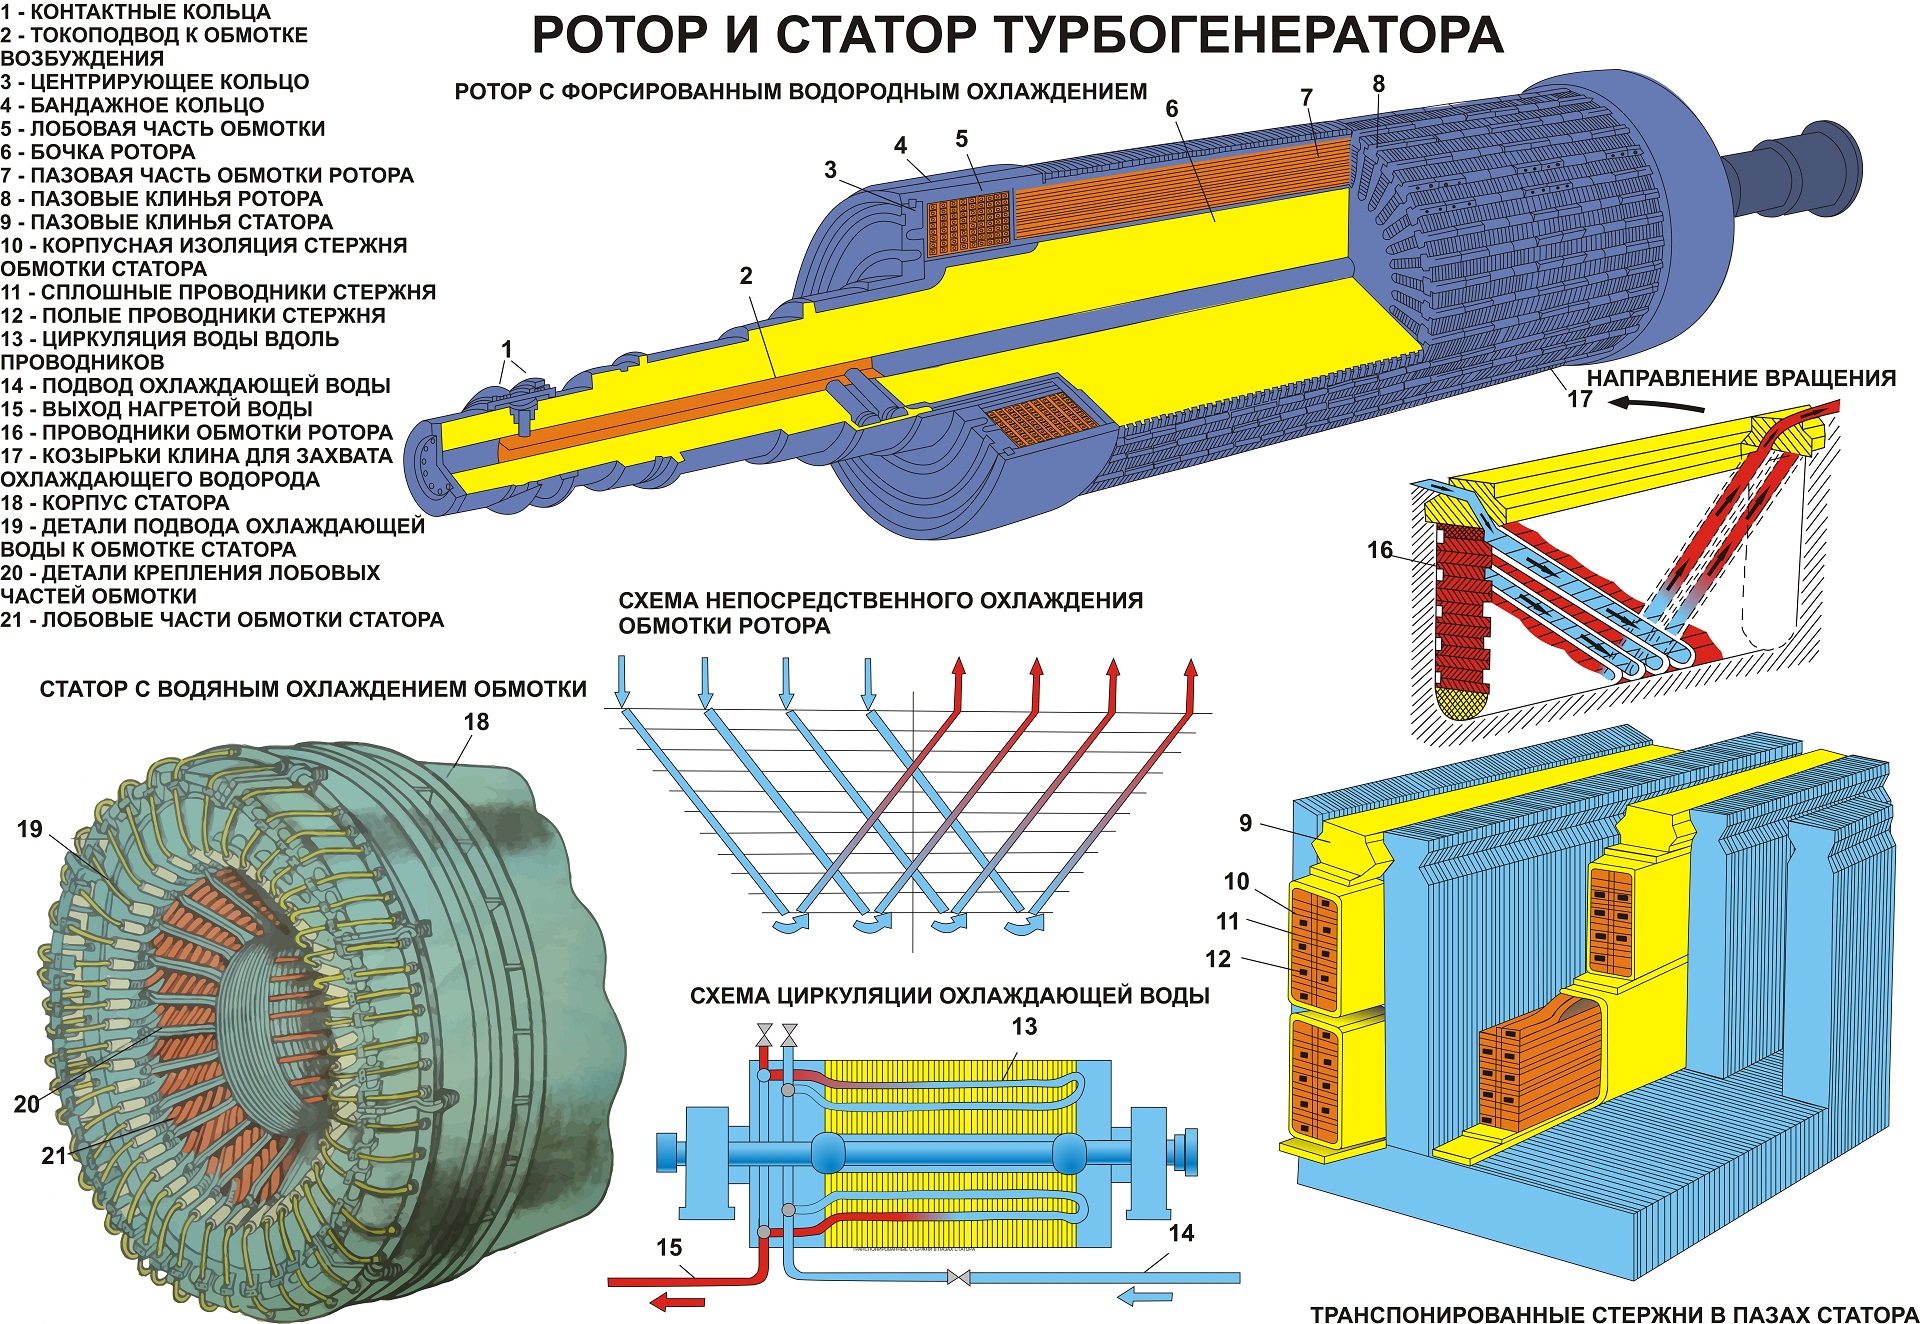 1 - КОНТАКТНЫЕ КОЛЬЦА
2 - ТОКОПОДВОД К ОБМОТКЕ
ВОЗБУЖДЕНИЯ
3 - ЦЕНТРИРУЮЩЕЕ КОЛЬЦО
4 - БАНДАЖНОЕ КОЛЬЦО
5 - ЛОБОВАЯ ЧАСТЬ ОБМОТКИ
6 - БОЧКА РОТОРА
7 - ПАЗОВАЯ ЧАСТЬ ОБМОТКИ РОТОРА
8 - ПАЗОВЫЕ КЛИНЬЯ РОТОРА
9 - ПАЗОВЫЕ КЛИНЬЯ СТАТОРА
10 - КОРПУСНАЯ ИЗОЛЯЦИЯ СТЕРЖНЯ
ОБМОТКИ СТАТОРА
11 - СПЛОШНЫЕ ПРОВОДНИКИ СТЕРЖНЯ
12 - ПОЛЫЕ ПРОВОДНИКИ СТЕРЖНЯ
13 - ЦИРКУЛЯЦИЯ ВОДЫ ВДОЛЬ
ПРОВОДНИКОВ
14 - ПОДВОД ОХЛАЖДАЮЩЕЙ ВОДЫ
15 - ВЫХОД НАГРЕТОЙ ВОДЫ
16 - ПРОВОДНИКИ ОБМОТКИ РОТОРА
17 - КОЗЫРЬКИ КЛИНА ДЛЯ ЗАХВАТА
ОХЛАЖДАЮЩЕГО ВОДОРОДА
18 - КОРПУС СТАТОРА
19 - ДЕТАЛИ ПОДВОДА ОХЛАЖДАЮЩЕЙ
ВОДЫ К ОБМОТКЕ СТАТОРА
20 - ДЕТАЛИ КРЕПЛЕНИЯ ЛОБОВЫХ
ЧАСТЕЙ ОБМОТКИ
21 - ЛОБОВЫЕ ЧАСТИ ОБМОТКИ СТАТОРА
РОТОР И СТАТОР ТУРБОГЕНЕРАТОРА
РОТОР С ФОРСИРОВАННЫМ ВОДОРОДНЫМ ОХЛАЖДЕНИЕМ
1
2
3
4
5
6
7
8
17
НАПРАВЛЕНИЕ ВРАЩЕНИЯ
16
СХЕМА НЕПОСРЕДСТВЕННОГО ОХЛАЖДЕНИЯ
ОБМОТКИ РОТОРА
СТАТОР С ВОДЯНЫМ ОХЛАЖДЕНИЕМ ОБМОТКИ
18
19
20
21
СХЕМА ЦИРКУЛЯЦИИ ОХЛАЖДАЮЩЕЙ ВОДЫ
13
14
15
ТРАНСПОНИРОВАННЫЕ СТЕРЖНИ В ПАЗАХ СТАТОРА
9
10
11
12
ТРАНСПОНИРОВАННЫЕ СТЕРЖНИ В ПАЗАХ СТАТОРА